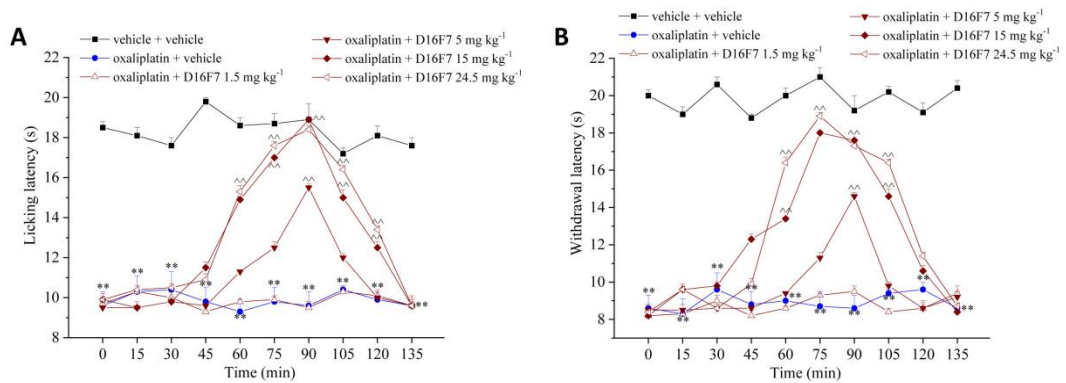 A
vehicle + vehicle
oxaliplatin + vehicle
oxaliplatin + D16F7 1.5 mg kg⁻¹
oxaliplatin + D16F7 5 mg kg⁻¹
oxaliplatin + D16F7 15 mg kg⁻¹
oxaliplatin + D16F7 24.5 mg kg⁻¹
Licking latency (s)
22
20
18
16
14
12
10
8
^^
^^ ^^ ^^
^^ ^^ ^^ ^^
^^
** ** ** ** ** ** ** ** **
**
0 15 30 45 60 75 90 105 120 135
Time (min)
B
vehicle + vehicle
oxaliplatin + vehicle
oxaliplatin + D16F7 1.5 mg kg⁻¹
oxaliplatin + D16F7 5 mg kg⁻¹
oxaliplatin + D16F7 15 mg kg⁻¹
oxaliplatin + D16F7 24.5 mg kg⁻¹
Withdrawal latency (s)
22
20
18
16
14
12
10
8
^^
^^ ^^ ^^
^^ ^^ ^^
** ** ** ** **
** ** ** ** **
0 15 30 45 60 75 90 105 120 135
Time (min)